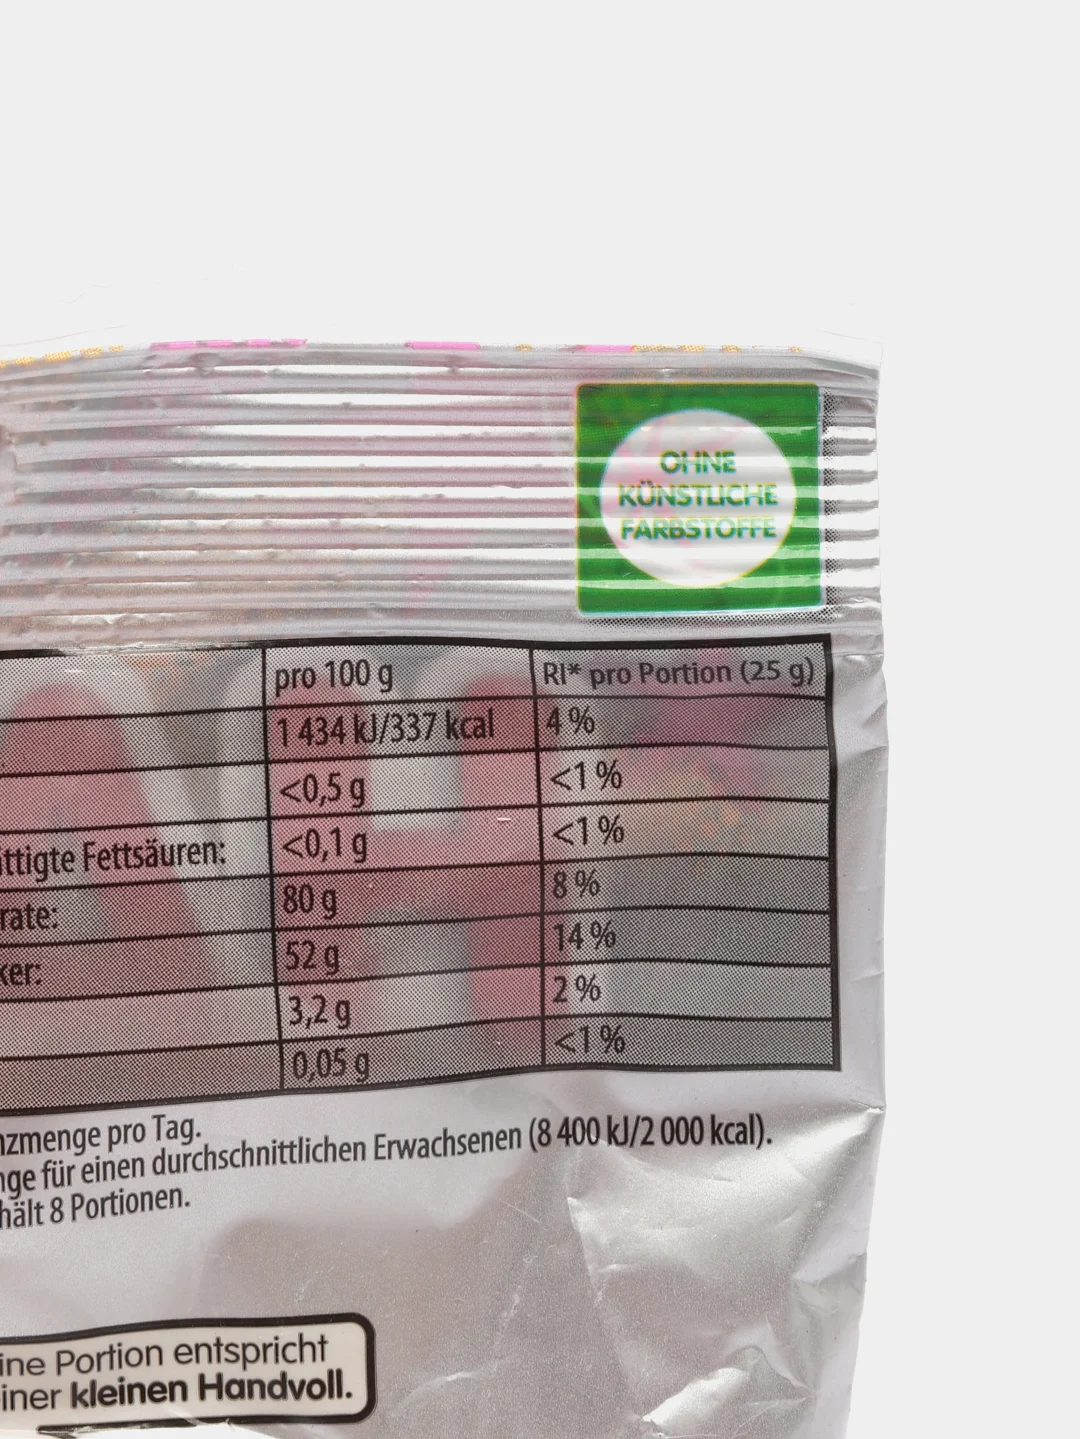 OHNE
KÜNSTLICHE
FARBSTOFFE
pro 100 g RI* pro Portion (25 g)
1 434 kJ/337 kcal 4 %
<0,5 g <1 %
ättigte Fettsäuren: <0,1 g <1 %
rate: 80 g 8 %
ker: 52 g 14 %
3,2 g 2 %
0,05 g <1 %
nzmenge pro Tag.
nge für einen durchschnittlichen Erwachsenen (8 400 kJ/2 000 kcal).
hält 8 Portionen.
ine Portion entspricht
einer kleinen Handvoll.